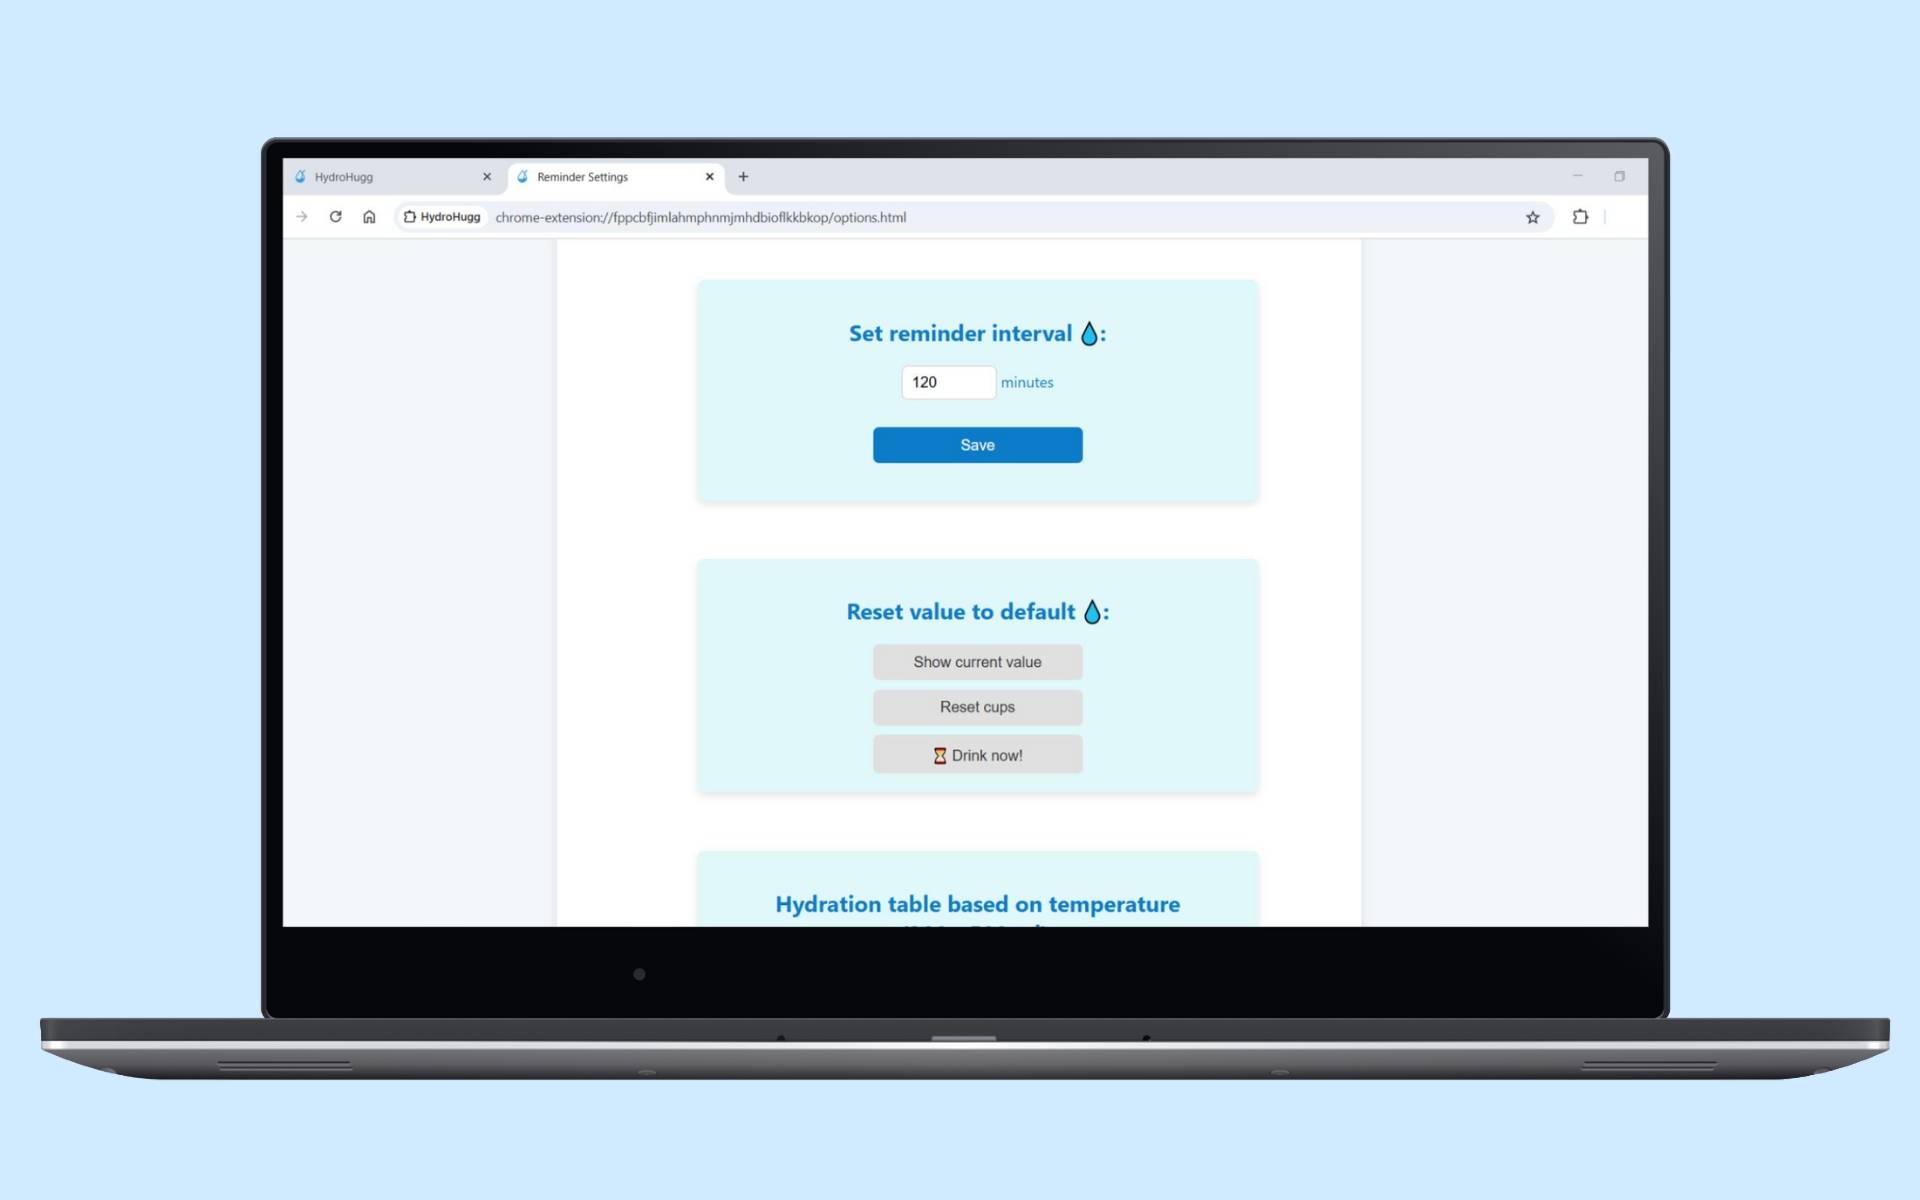 HydroHugg
Reminder Settings
HydroHugg
chrome-extension://fppcbfjimlahmphnmjmhdbioflkkbkop/options.html
Set reminder interval 💧:
120 minutes
Save
Reset value to default 💧:
Show current value
Reset cups
⏳ Drink now!
Hydration table based on temperature